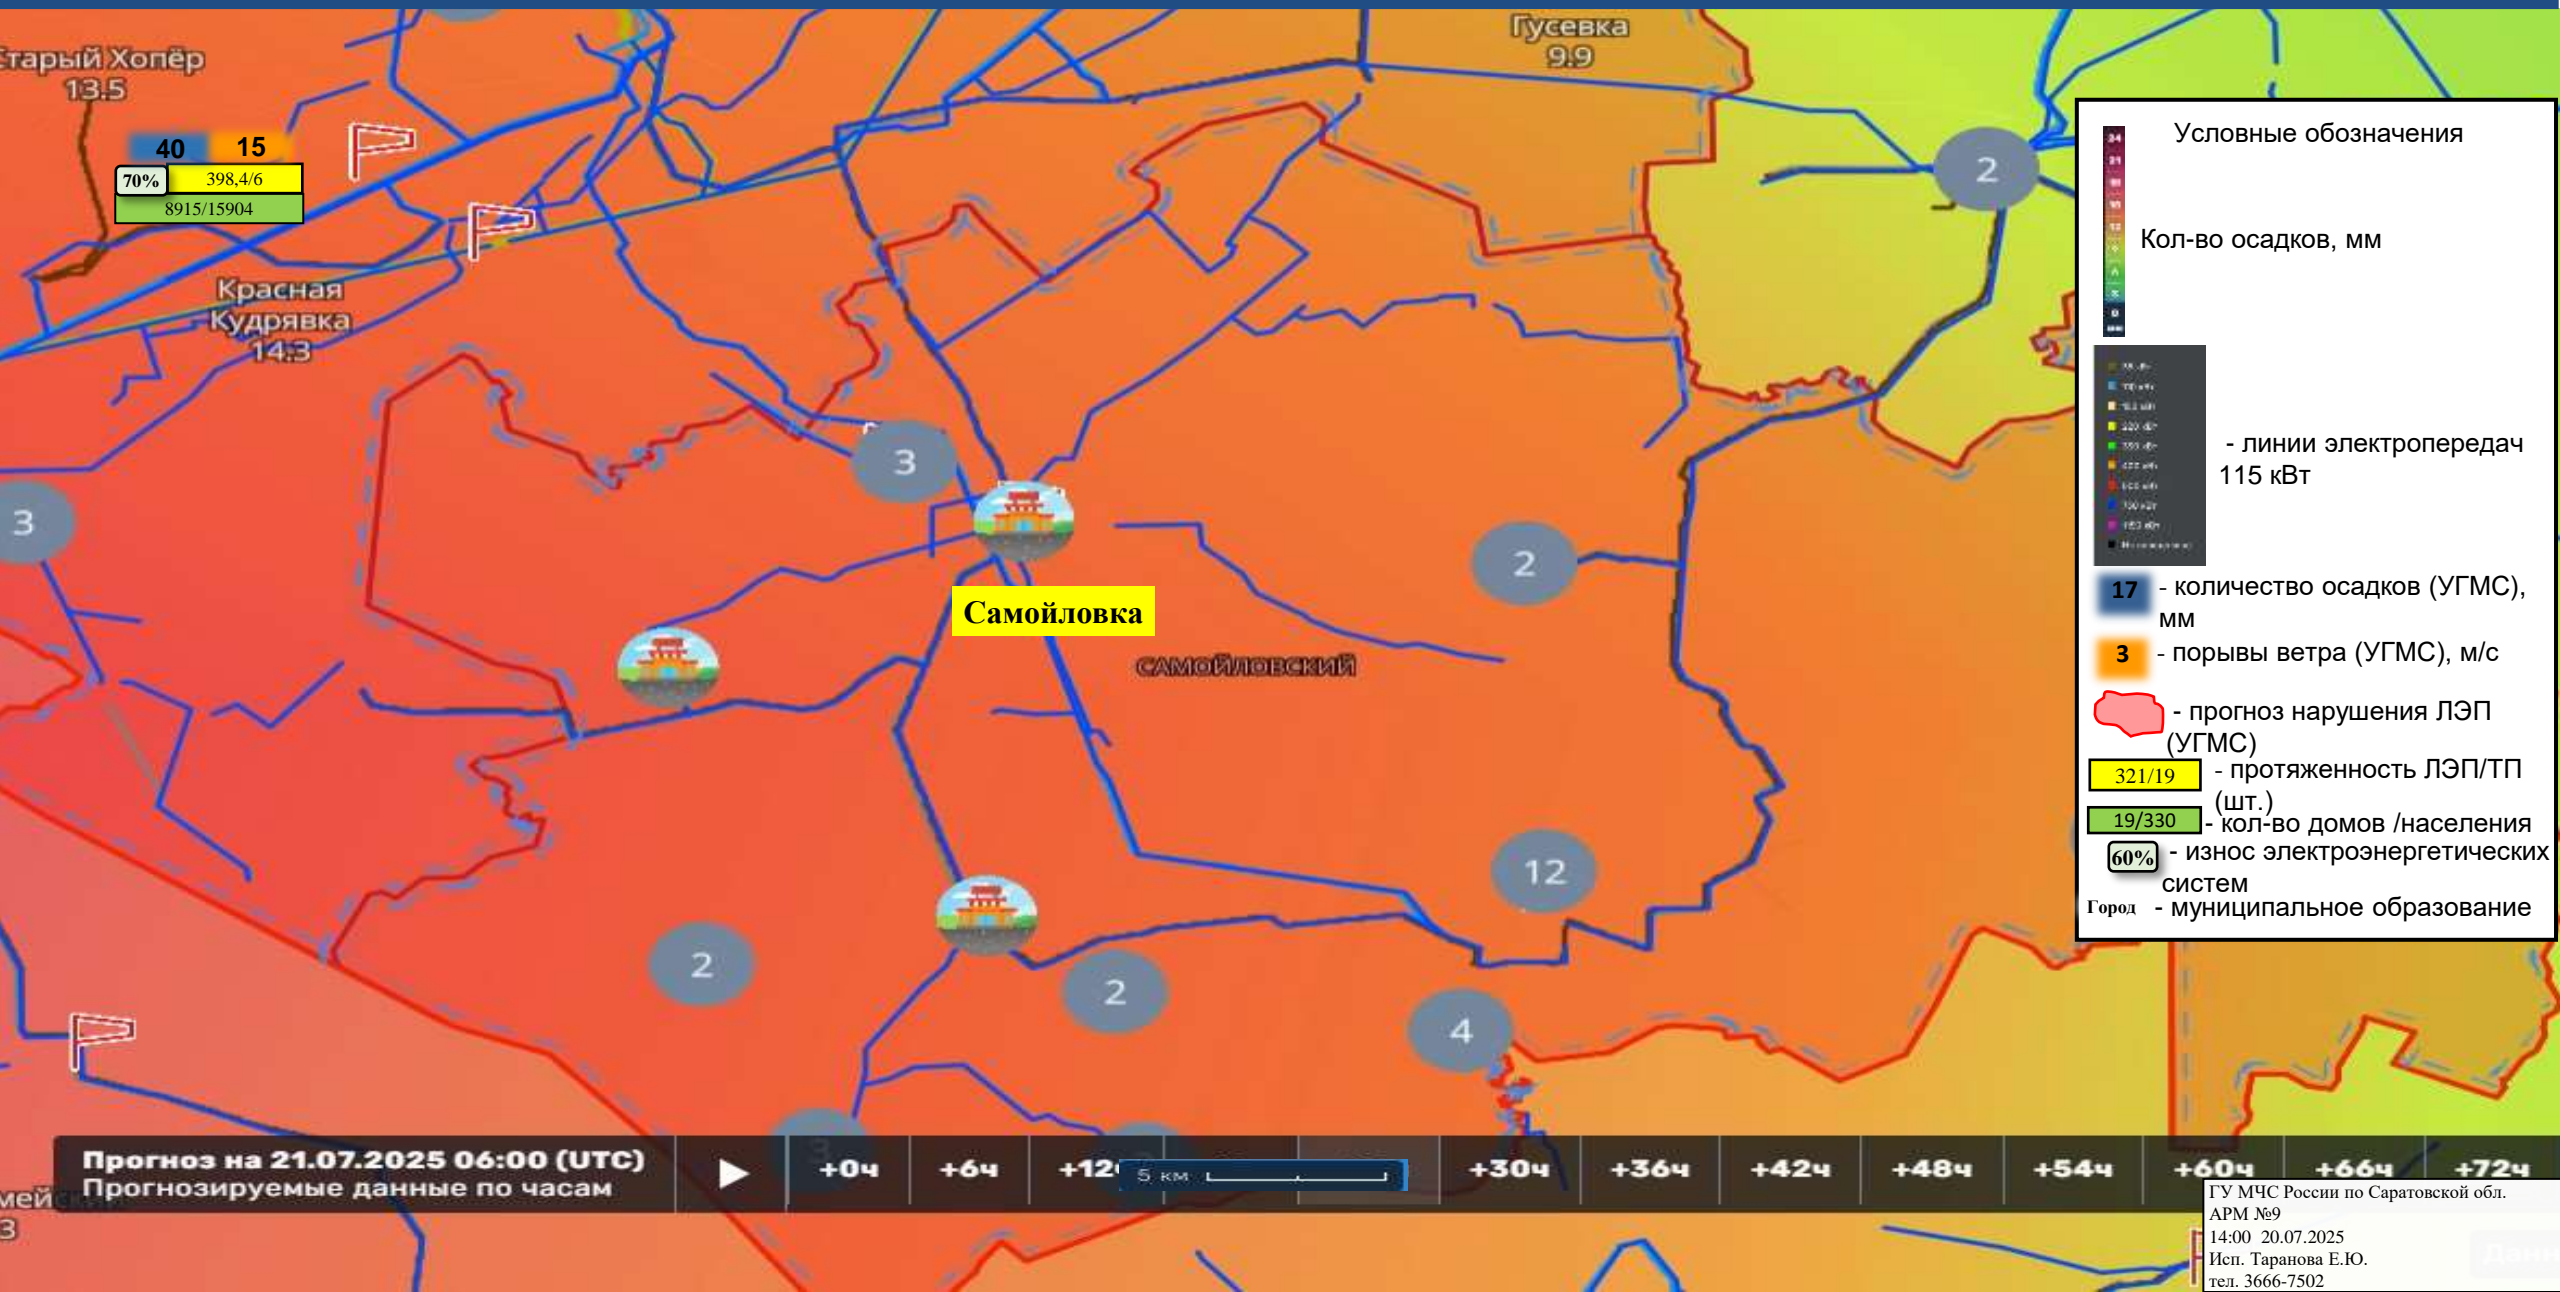 Старый Хопёр
13.5
Гусевка
9.9
40 15
70% 398,4/6
8915/15904
Красная
Кудрявка
14.3
2
3
3
2
Самойловка
САМОЙЛОВСКИЙ
12
2
2
4
Условные обозначения
Кол-во осадков, мм
- линии электропередач
115 кВт
17 - количество осадков (УГМС),
мм
3 - порывы ветра (УГМС), м/с
- прогноз нарушения ЛЭП
(УГМС)
321/19 - протяженность ЛЭП/ТП
(шт.)
19/330 - кол-во домов /населения
60% - износ электроэнергетических
систем
Город - муниципальное образование
Прогноз на 21.07.2025 06:00 (UTC)
Прогнозируемые данные по часам
+0ч +6ч +12ч 5 км +30ч +36ч +42ч +48ч +54ч +60ч +66ч +72ч
ГУ МЧС России по Саратовской обл.
АРМ №9
14:00 20.07.2025
Исп. Таранова Е.Ю.
тел. 3666-7502